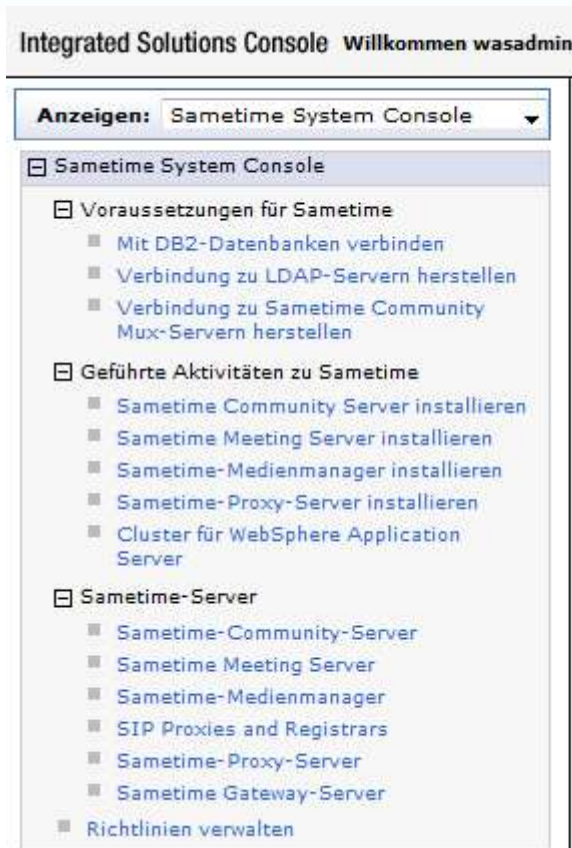 Integrated Solutions Console Willkommen wasadmin
Anzeigen: Sametime System Console
Sametime System Console
Voraussetzungen für Sametime
Mit DB2-Datenbanken verbinden
Verbindung zu LDAP-Servern herstellen
Verbindung zu Sametime Community
Mux-Servern herstellen
Geführte Aktivitäten zu Sametime
Sametime Community Server installieren
Sametime Meeting Server installieren
Sametime-Medienmanager installieren
Sametime-Proxy-Server installieren
Cluster für WebSphere Application
Server
Sametime-Server
Sametime-Community-Server
Sametime Meeting Server
Sametime-Medienmanager
SIP Proxies and Registrars
Sametime-Proxy-Server
Sametime Gateway-Server
Richtlinien verwalten